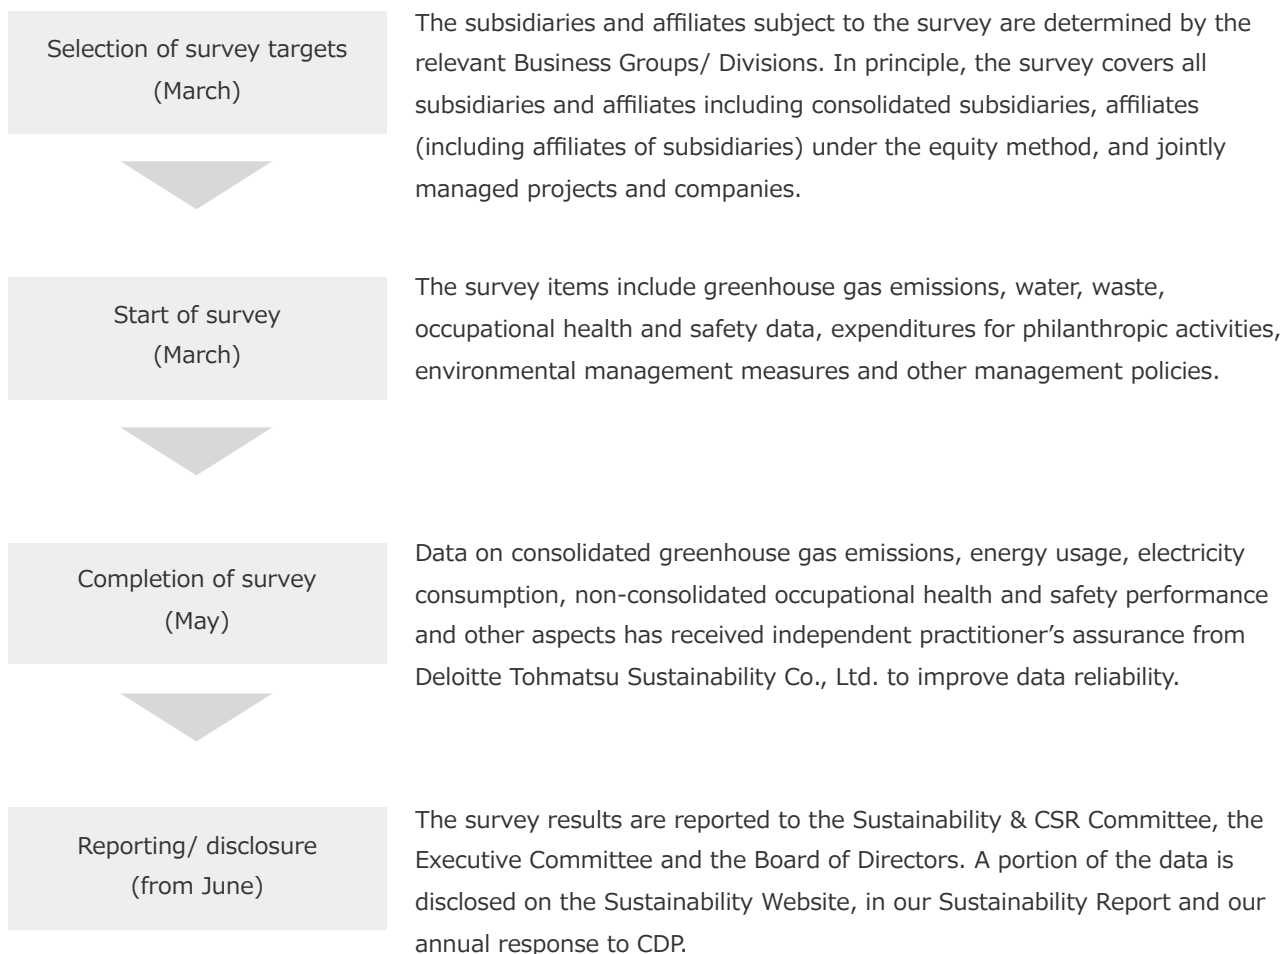 Selection of survey targets
(March)
The subsidiaries and affiliates subject to the survey are determined by the
relevant Business Groups/ Divisions. In principle, the survey covers all
subsidiaries and affiliates including consolidated subsidiaries, affiliates
(including affiliates of subsidiaries) under the equity method, and jointly
managed projects and companies.
Start of survey
(March)
The survey items include greenhouse gas emissions, water, waste,
occupational health and safety data, expenditures for philanthropic activities,
environmental management measures and other management policies.
Completion of survey
(May)
Data on consolidated greenhouse gas emissions, energy usage, electricity
consumption, non-consolidated occupational health and safety performance
and other aspects has received independent practitioner’s assurance from
Deloitte Tohmatsu Sustainability Co., Ltd. to improve data reliability.
Reporting/ disclosure
(from June)
The survey results are reported to the Sustainability & CSR Committee, the
Executive Committee and the Board of Directors. A portion of the data is
disclosed on the Sustainability Website, in our Sustainability Report and our
annual response to CDP.